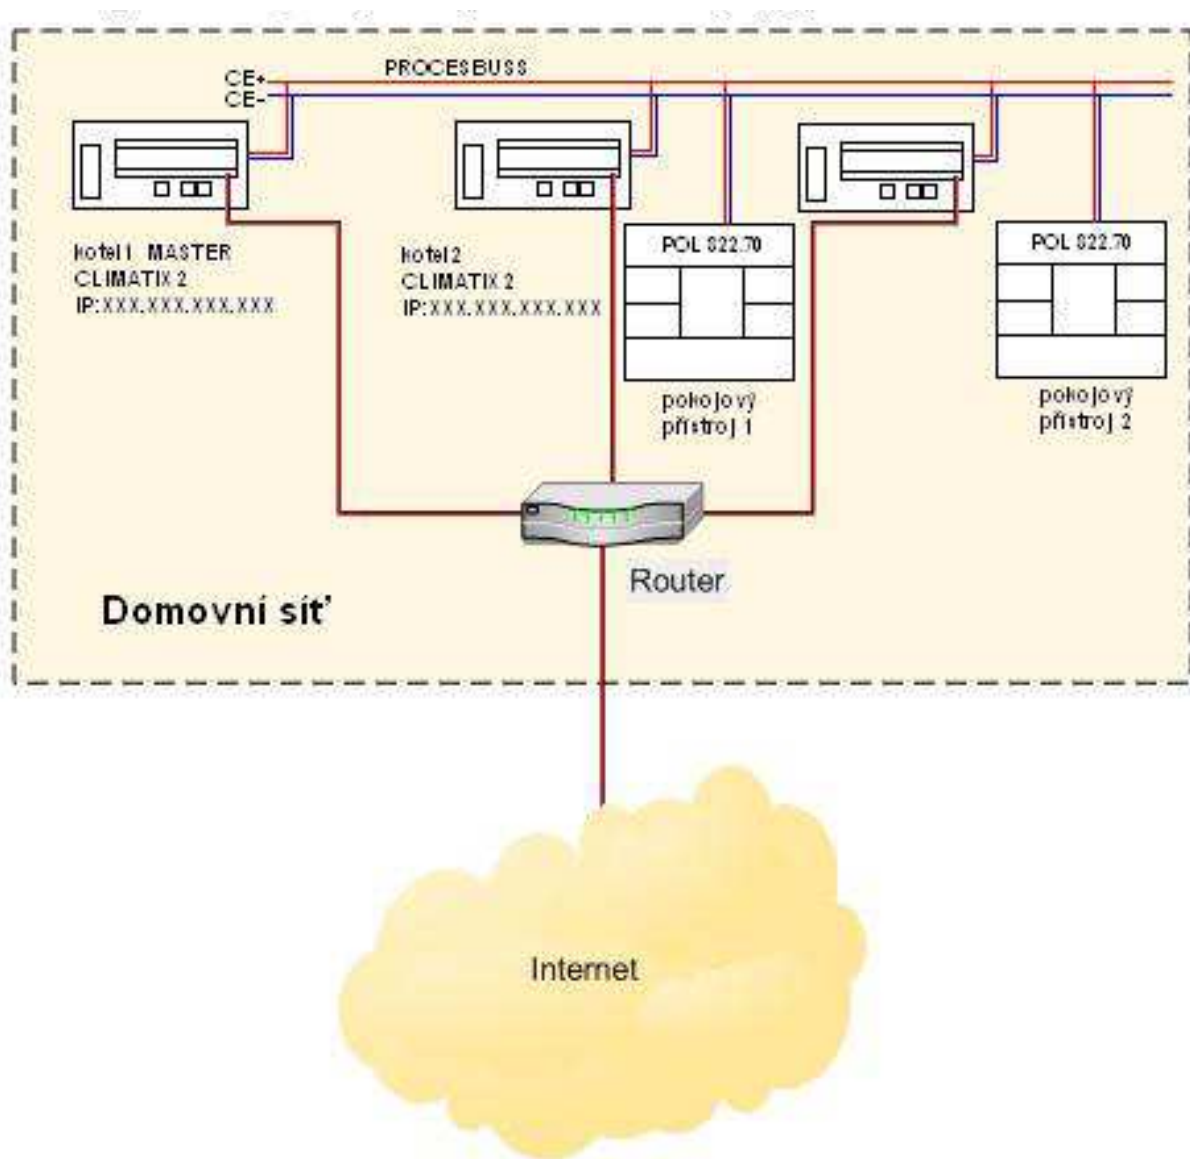 PROCESBUSS
CE+
CE-
kotel 1 MASTER
CLIMATIX 2
IP:XXX.XXX.XXX.XXX
kotel 2
CLIMATIX 2
IP:XXX.XXX.XXX.XXX
POL 822.70
pokojový
přístroj 1
POL 822.70
pokojový
přístroj 2
Router
Domovní síť
Internet